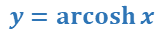 y = arcosh x